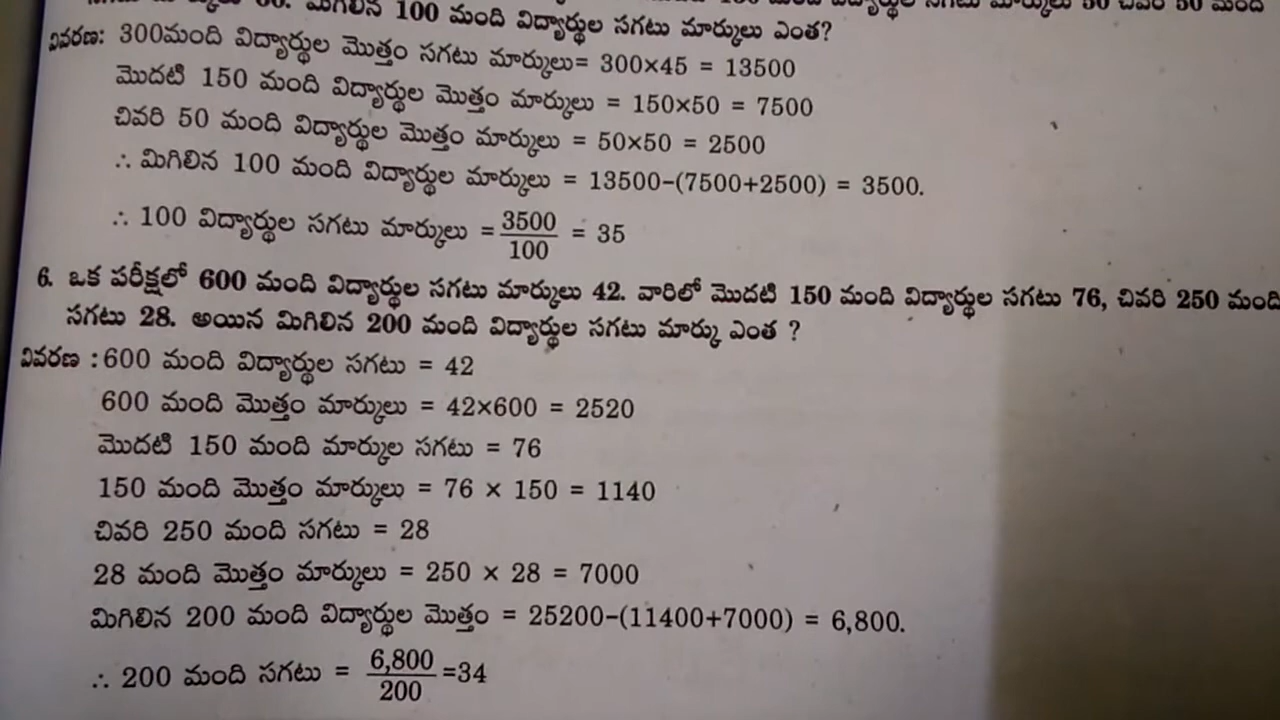 మిగిలిన 100 మంది విద్యార్థుల సగటు మార్కులు ఎంత?
వివరణ: 300మంది విద్యార్థుల మొత్తం సగటు మార్కులు= 300×45 = 13500
మొదటి 150 మంది విద్యార్థుల మొత్తం మార్కులు = 150×50 = 7500
చివరి 50 మంది విద్యార్థుల మొత్తం మార్కులు = 50×50 = 2500
∴ మిగిలిన 100 మంది విద్యార్థుల మార్కులు = 13500-(7500+2500) = 3500.
∴ 100 విద్యార్థుల సగటు మార్కులు = 3500/100 = 35
6. ఒక పరీక్షలో 600 మంది విద్యార్థుల సగటు మార్కులు 42. వారిలో మొదటి 150 మంది విద్యార్థుల సగటు 76, చివరి 250 మంది
సగటు 28. అయిన మిగిలిన 200 మంది విద్యార్థుల సగటు మార్కు ఎంత ?
వివరణ : 600 మంది విద్యార్థుల సగటు = 42
600 మంది మొత్తం మార్కులు = 42×600 = 2520
మొదటి 150 మంది మార్కుల సగటు = 76
150 మంది మొత్తం మార్కులు = 76 × 150 = 1140
చివరి 250 మంది సగటు = 28
28 మంది మొత్తం మార్కులు = 250 × 28 = 7000
మిగిలిన 200 మంది విద్యార్థుల మొత్తం = 25200-(11400+7000) = 6,800.
∴ 200 మంది సగటు = 6,800/200 =34